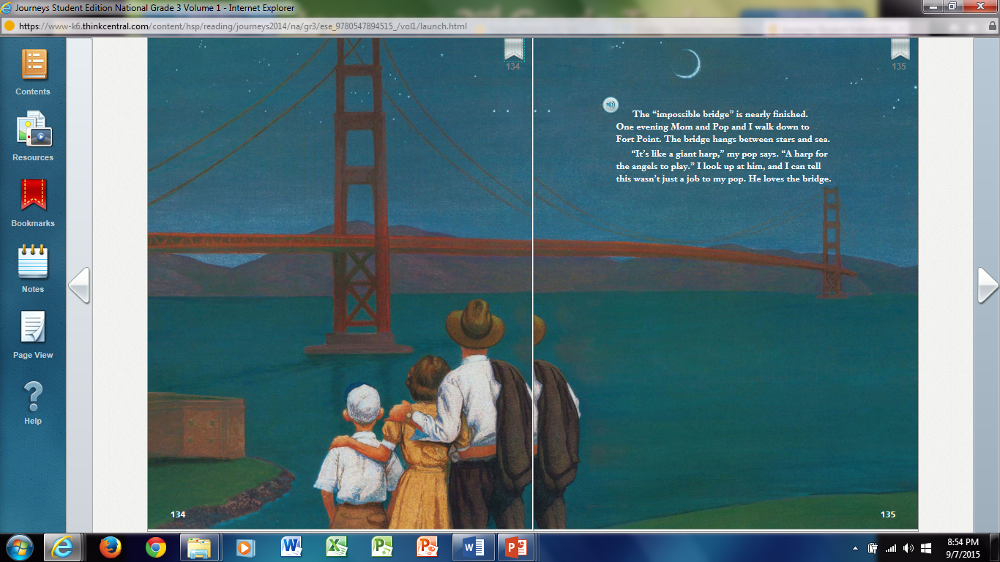 Journeys Student Edition National Grade 3 Volume 1 - Internet Explorer
https://www-k6.thinkcentral.com/content/hsp/reading/journeys2014/na/gr3/ese_9780547894515_/vol1/launch.html
Contents
Resources
Bookmarks
Notes
Page View
Help
134
135
The “impossible bridge” is nearly finished.
One evening Mom and Pop and I walk down to
Fort Point. The bridge hangs between stars and sea.
“It’s like a giant harp,” my pop says. “A harp for
the angels to play.” I look up at him, and I can tell
this wasn’t just a job to my pop. He loves the bridge.
134
135
8:54 PM
9/7/2015